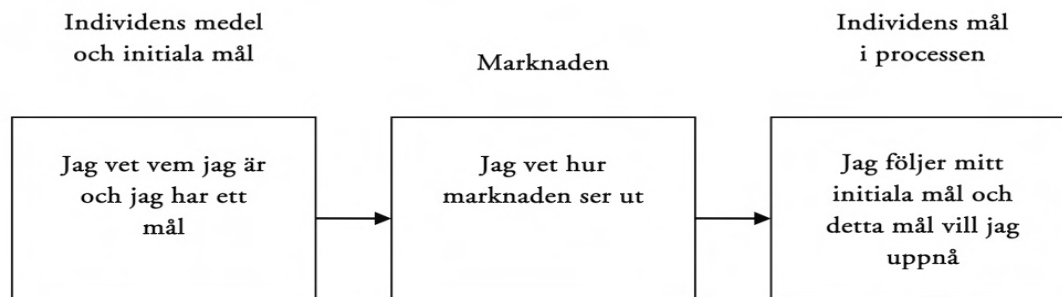 Individens medel
och initiala mål
Marknaden
Individens mål
i processen
Jag vet vem jag är
och jag har ett
mål
Jag vet hur
marknaden ser ut
Jag följer mitt
initiala mål och
detta mål vill jag
uppnå